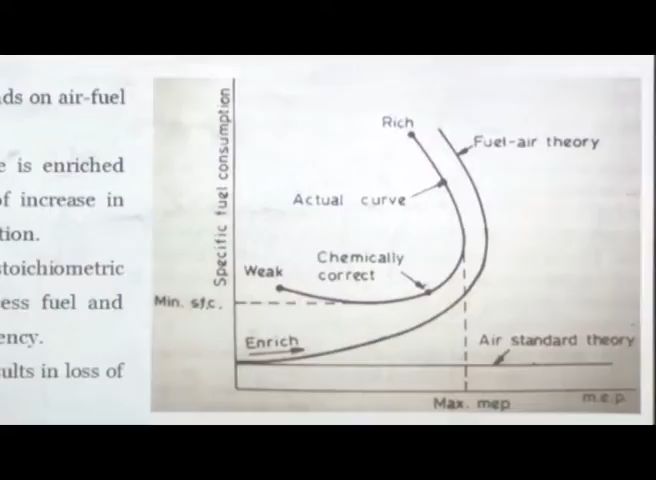 ds on air-fuel
e is enriched
of increase in
tion.
toichiometric
ess fuel and
ency.
ults in loss of
Specific fuel consumption
Rich
Fuel-air theory
Actual curve
Chemically
correct
Weak
Min. sfc.
Enrich
Air standard theory
Max. mep
m.e.p.